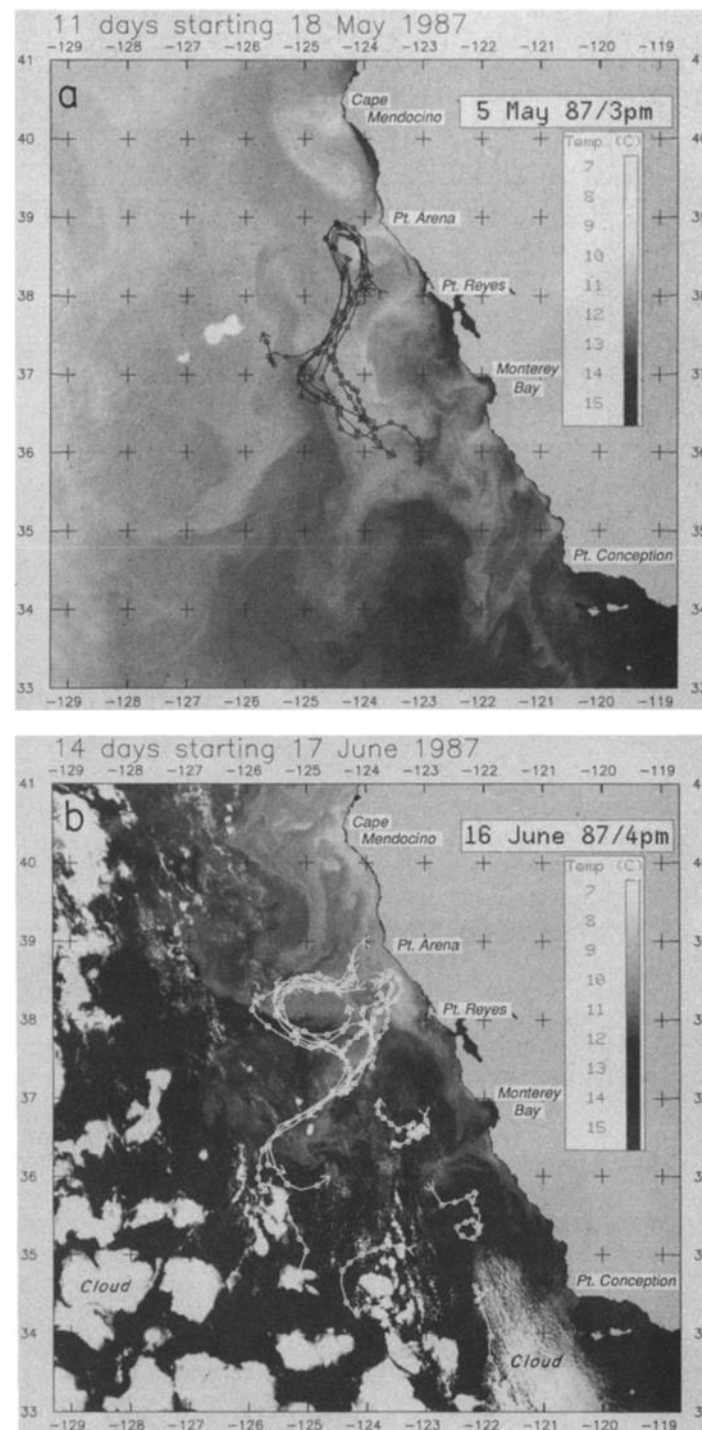 11 days starting 18 May 1987
-129 -128 -127 -126 -125 -124 -123 -122 -121 -120 -119
41
a
Cape
Mendocino
5 May 87/3pm
40
Temp. (C)
7
8
9
10
11
12
13
14
15
39
Pt. Arena
38
Pt. Reyes
37
Monterey
Bay
36
35
Pt. Conception
34
33
-129 -128 -127 -126 -125 -124 -123 -122 -121 -120 -119
14 days starting 17 June 1987
-129 -128 -127 -126 -125 -124 -123 -122 -121 -120 -119
41
b
Cape
Mendocino
16 June 87/4pm
40
Temp (C)
7
8
9
10
11
12
13
14
15
39
Pt. Arena
38
Pt. Reyes
37
Monterey
Bay
36
35
Pt. Conception
Cloud
34
Cloud
33
-129 -128 -127 -126 -125 -124 -123 -122 -121 -120 -119